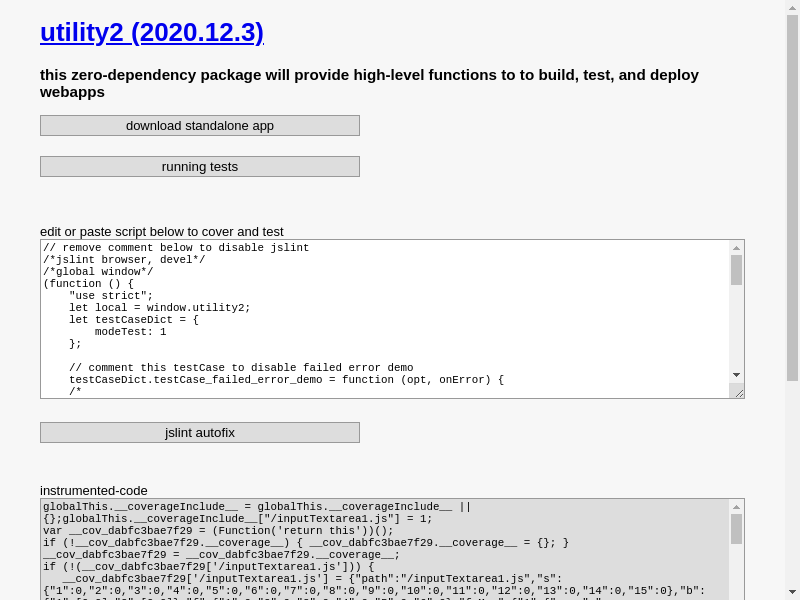 utility2 (2020.12.3)
this zero-dependency package will provide high-level functions to to build, test, and deploy
webapps
download standalone app
running tests
edit or paste script below to cover and test
// remove comment below to disable jslint
/*jslint browser, devel*/
/*global window*/
(function () {
    "use strict";
    let local = window.utility2;
    let testCaseDict = {
        modeTest: 1
    };
    // comment this testCase to disable failed error demo
    testCaseDict.testCase_failed_error_demo = function (opt, onError) {
    /*
jslint autofix
instrumented-code
globalThis.__coverageInclude__ = globalThis.__coverageInclude__ ||
{};globalThis.__coverageInclude__["/inputTextarea1.js"] = 1;
var __cov_dabfc3bae7f29 = (Function('return this'))();
if (!__cov_dabfc3bae7f29.__coverage__) { __cov_dabfc3bae7f29.__coverage__ = {}; }
__cov_dabfc3bae7f29 = __cov_dabfc3bae7f29.__coverage__;
if (!(__cov_dabfc3bae7f29['/inputTextarea1.js'])) {
   __cov_dabfc3bae7f29['/inputTextarea1.js'] = {"path":"/inputTextarea1.js","s":
{"1":0,"2":0,"3":0,"4":0,"5":0,"6":0,"7":0,"8":0,"9":0,"10":0,"11":0,"12":0,"13":0,"14":0,"15":0},"b":